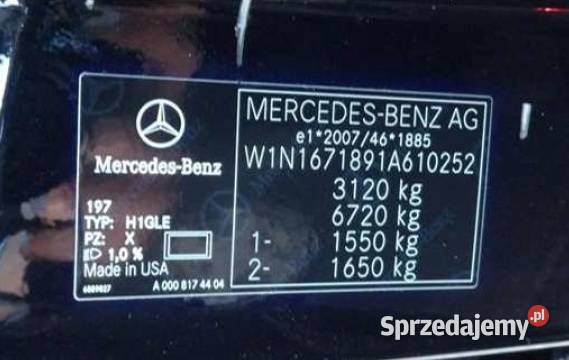 Mercedes-Benz
197
TYP: H1GLE
PZ: X
1,0 %
Made in USA
A 000 817 44 04
MERCEDES-BENZ AG
e1*2007/46*1885
W1N1671891A610252
3120 kg
6720 kg
1- 1550 kg
2- 1650 kg
Sprzedajemy.pl